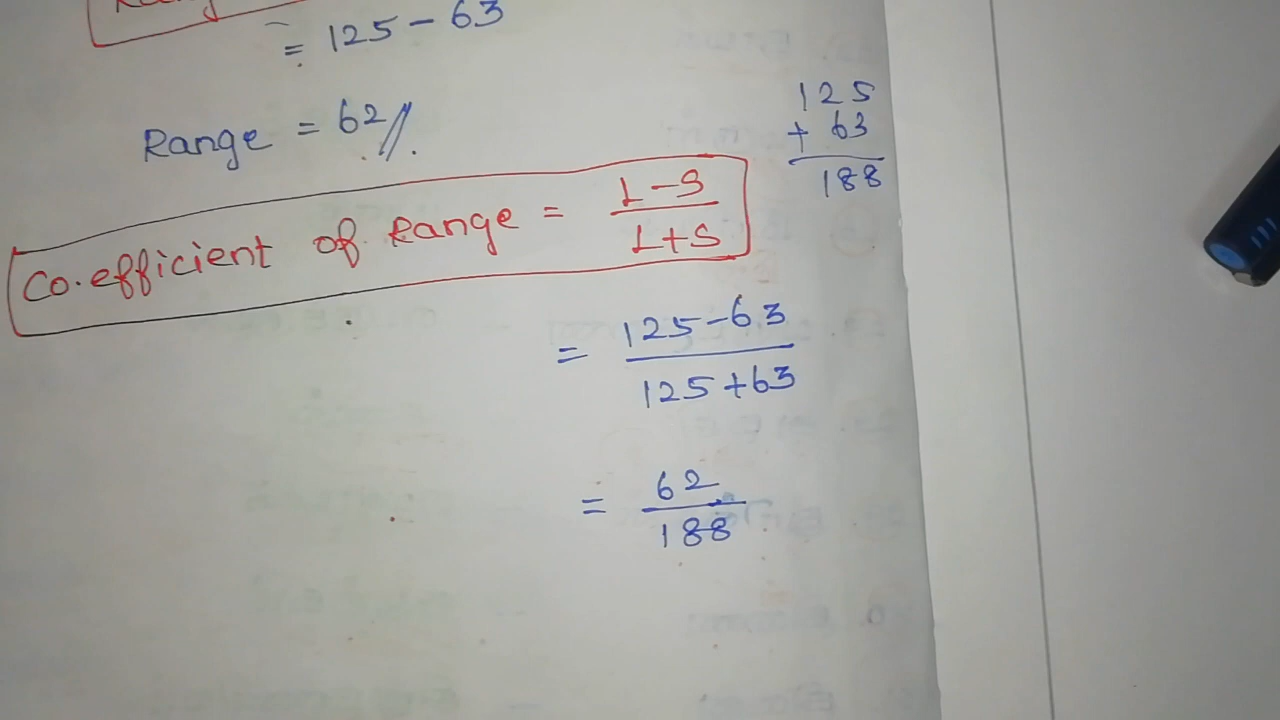 = 125 - 63
Range = 62//.
125
+ 63
188
Co.efficient of Range = L-S
L+S
= 125-63
125+63
= 62
188